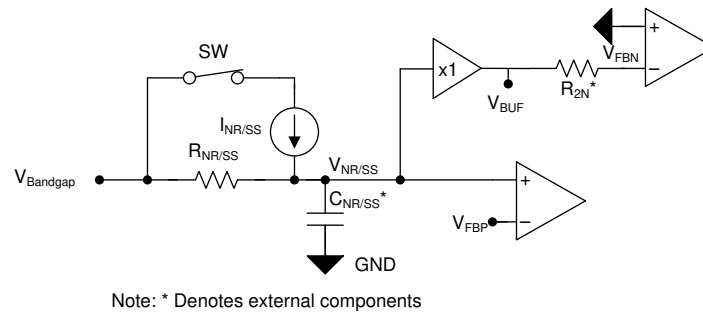 SW
I_NR/SS
R_NR/SS
V_Bandgap
V_NR/SS
C_NR/SS*
GND
x1
V_BUF
R_2N*
V_FBN
+
−
+
−
V_FBP
Note: * Denotes external components